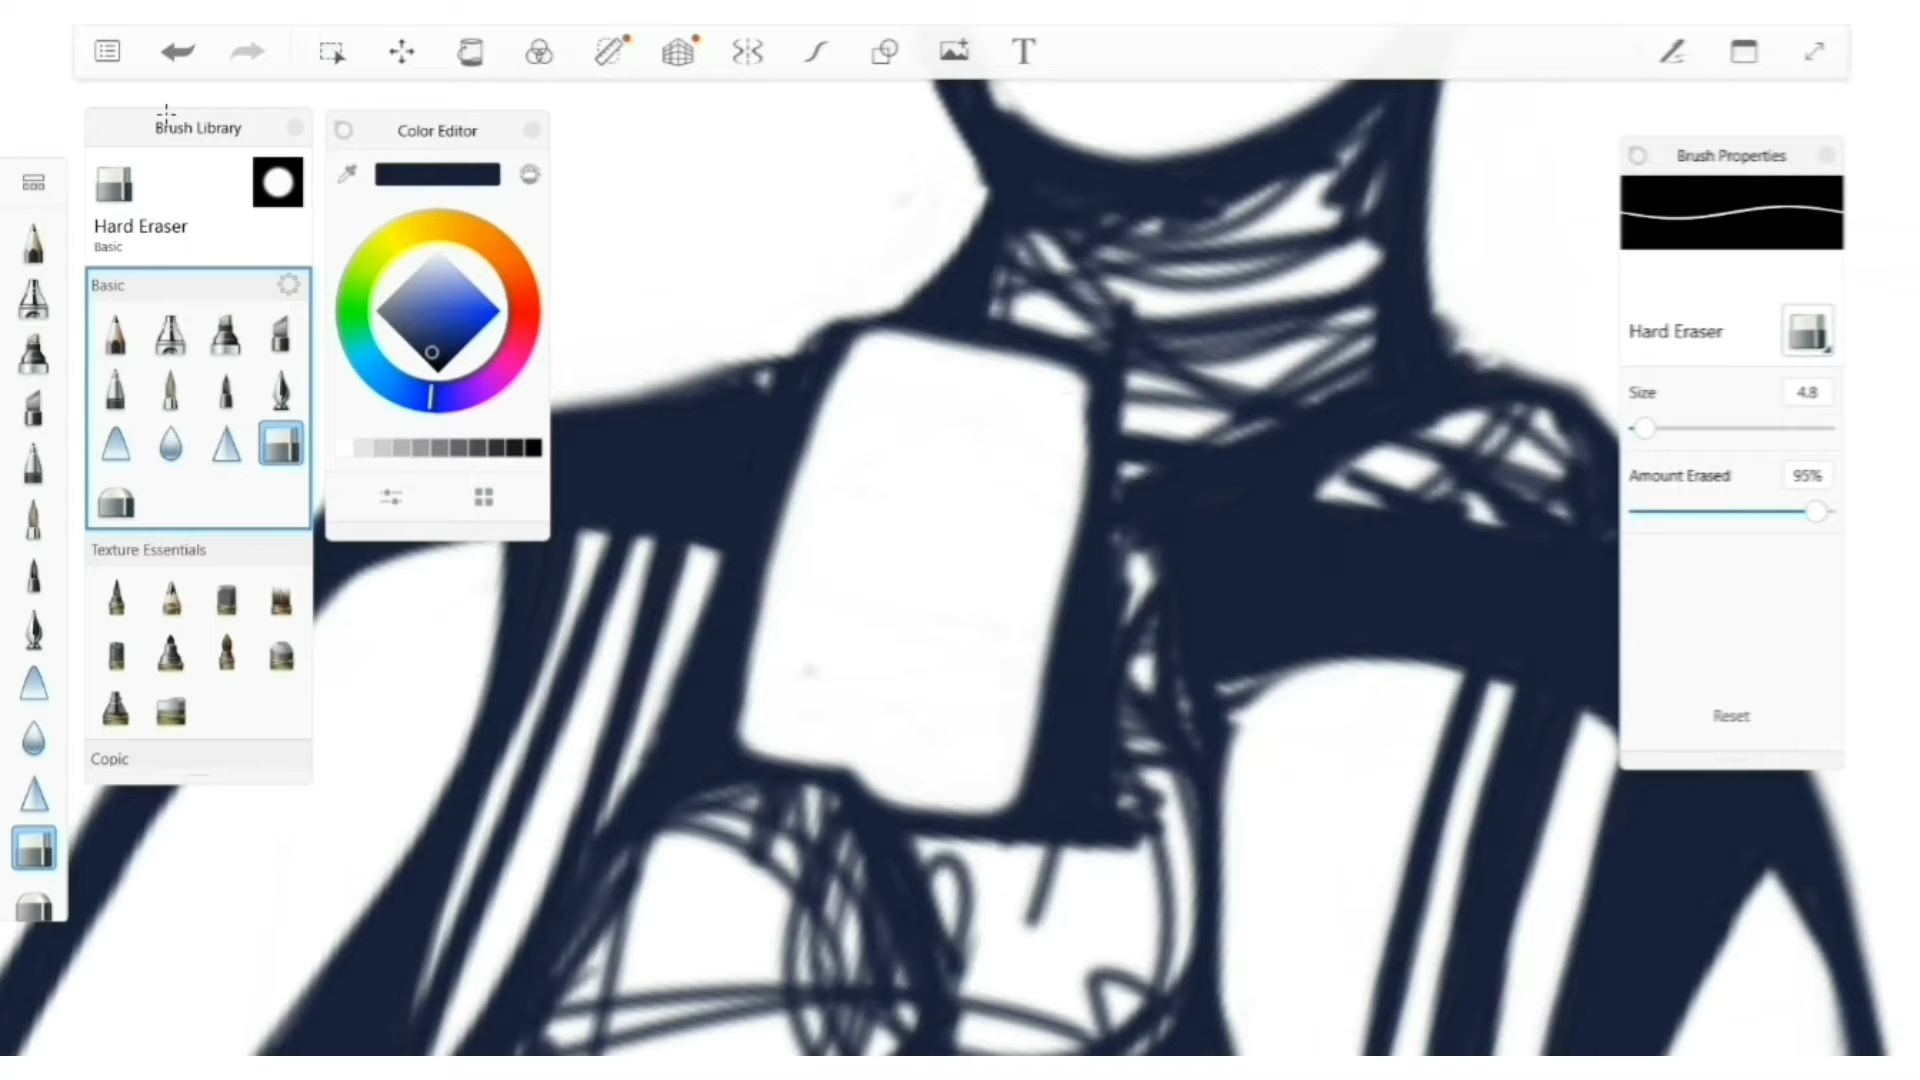 T
Brush Library
Hard Eraser
Basic
Basic
Texture Essentials
Copic
Color Editor
Brush Properties
Hard Eraser
Size 4.8
Amount Erased 95%
Reset